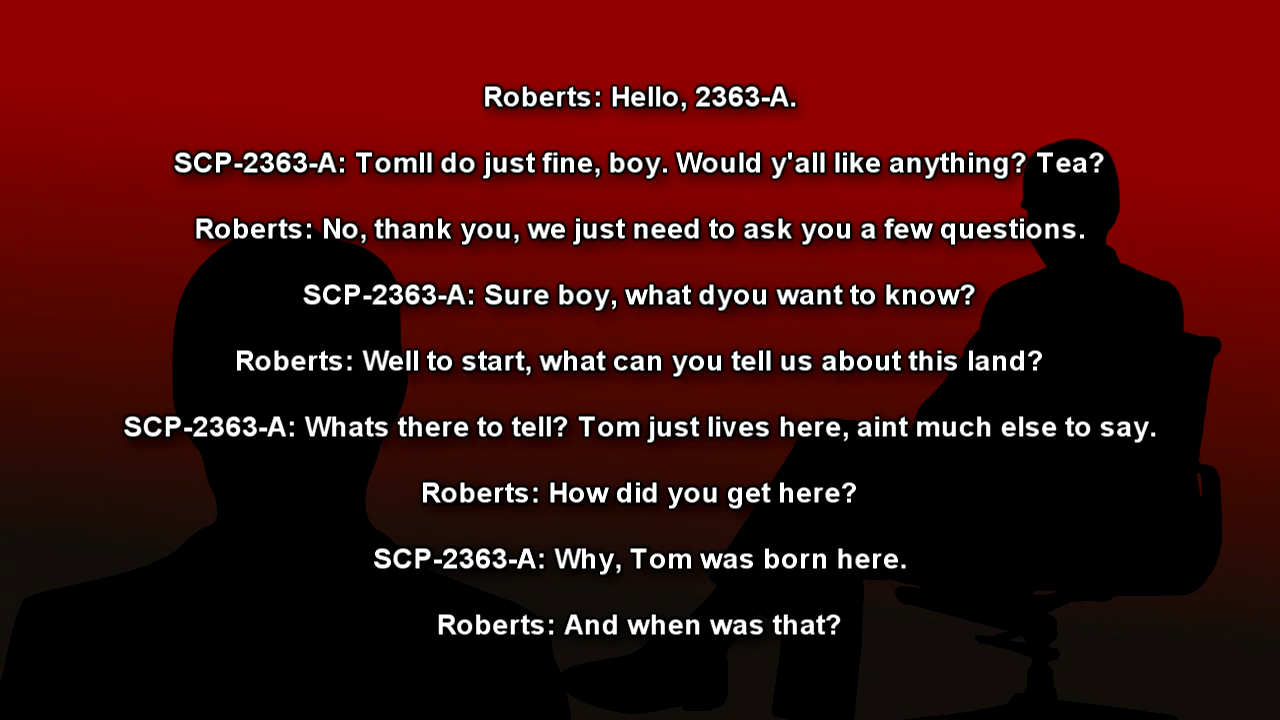 Roberts: Hello, 2363-A.
SCP-2363-A: Tomll do just fine, boy. Would y'all like anything? Tea?
Roberts: No, thank you, we just need to ask you a few questions.
SCP-2363-A: Sure boy, what dyou want to know?
Roberts: Well to start, what can you tell us about this land?
SCP-2363-A: Whats there to tell? Tom just lives here, aint much else to say.
Roberts: How did you get here?
SCP-2363-A: Why, Tom was born here.
Roberts: And when was that?